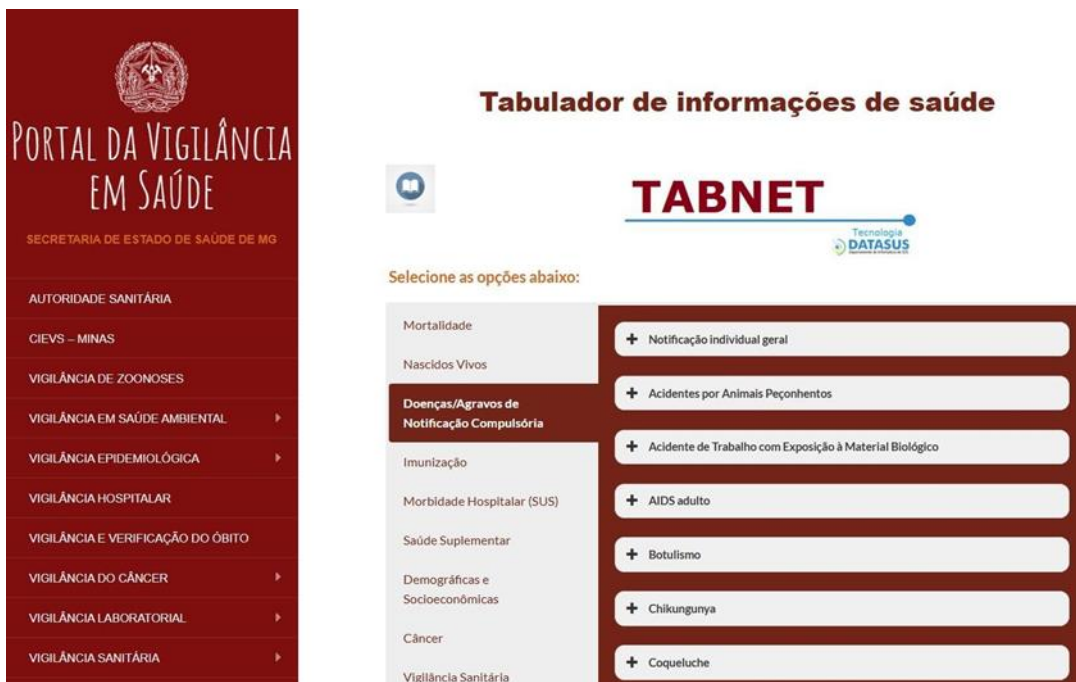 PORTAL DA VIGILÂNCIA
EM SAÚDE
SECRETARIA DE ESTADO DE SAÚDE DE MG
AUTORIDADE SANITÁRIA
CIEVS – MINAS
VIGILÂNCIA DE ZOONOSES
VIGILÂNCIA EM SAÚDE AMBIENTAL
VIGILÂNCIA EPIDEMIOLÓGICA
VIGILÂNCIA HOSPITALAR
VIGILÂNCIA E VERIFICAÇÃO DO ÓBITO
VIGILÂNCIA DO CÂNCER
VIGILÂNCIA LABORATORIAL
VIGILÂNCIA SANITÁRIA
Tabulador de informações de saúde
TABNET
Tecnologia
DATASUS
Selecione as opções abaixo:
Mortalidade
Nascidos Vivos
Doenças/Agravos de
Notificação Compulsória
Imunização
Morbidade Hospitalar (SUS)
Saúde Suplementar
Demográficas e
Socioeconômicas
Câncer
Vigilância Sanitária
Notificação individual geral
Acidentes por Animais Peçonhentos
Acidente de Trabalho com Exposição à Material Biológico
AIDS adulto
Botulismo
Chikungunya
Coqueluche